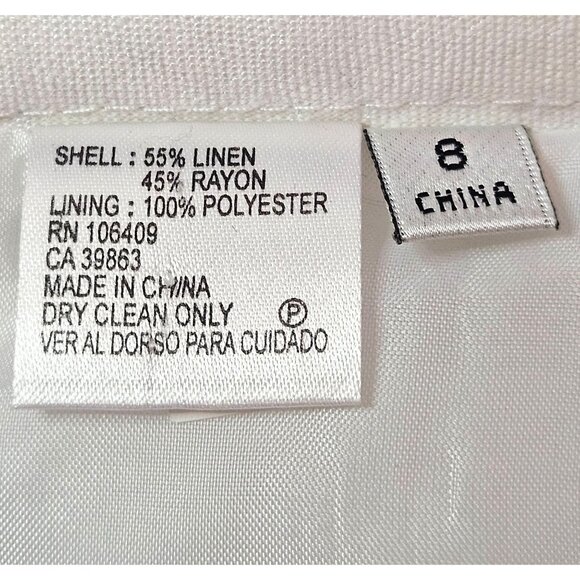 SHELL : 55% LINEN
45% RAYON
LINING : 100% POLYESTER
RN 106409
CA 39863
MADE IN CHINA
DRY CLEAN ONLY Ⓟ
VER AL DORSO PARA CUIDADO
8
CHINA